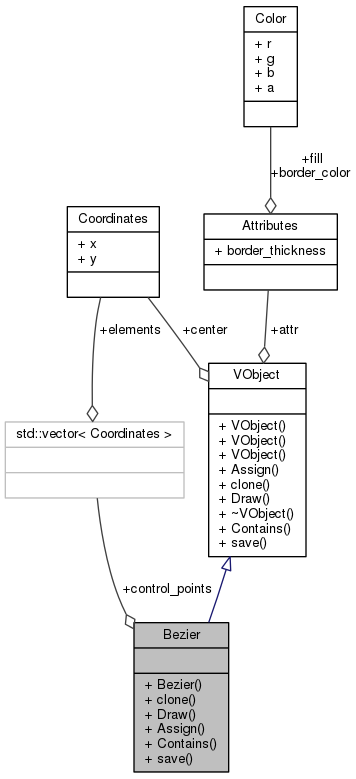 Color
+ r
+ g
+ b
+ a
+fill
+border_color
Coordinates
+ x
+ y
Attributes
+ border_thickness
+elements
+center
+attr
std::vector< Coordinates >
VObject
+ VObject()
+ VObject()
+ VObject()
+ Assign()
+ clone()
+ Draw()
+ ~VObject()
+ Contains()
+ save()
+control_points
Bezier
+ Bezier()
+ clone()
+ Draw()
+ Assign()
+ Contains()
+ save()